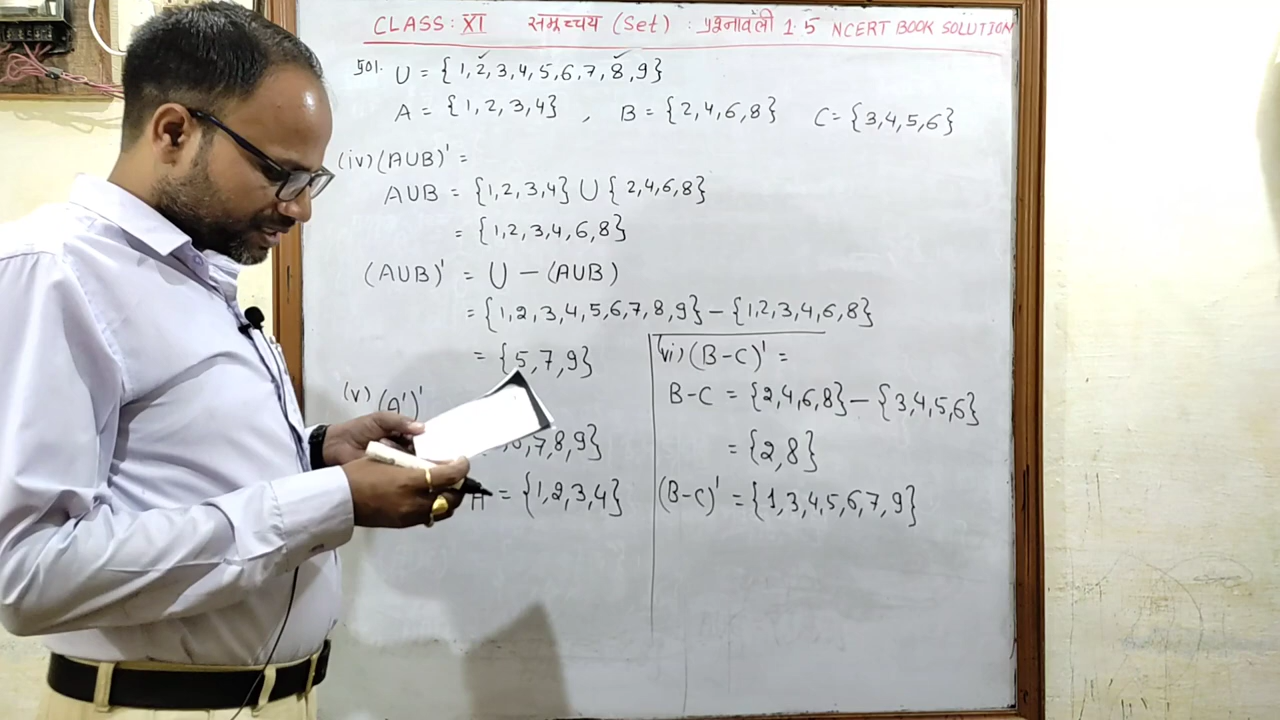 CLASS: XI समुच्चय (Set) : प्रश्नावली 1.5 NCERT BOOK SOLUTION
प्र01. U = {1,2,3,4,5,6,7,8,9}
A = {1,2,3,4} , B = {2,4,6,8} C = {3,4,5,6}
(iv) (AUB)' =
AUB = {1,2,3,4} U { 2,4,6,8}
= {1,2,3,4,6,8}
(AUB)' = U - (AUB)
= {1,2,3,4,5,6,7,8,9} - {1,2,3,4,6,8}
= {5,7,9}
(v) (A')'
,7,8,9}
= {1,2,3,4}
(vi) (B-C)' =
B-C = {2,4,6,8} - {3,4,5,6}
= {2,8}
(B-C)' = {1,3,4,5,6,7,9}